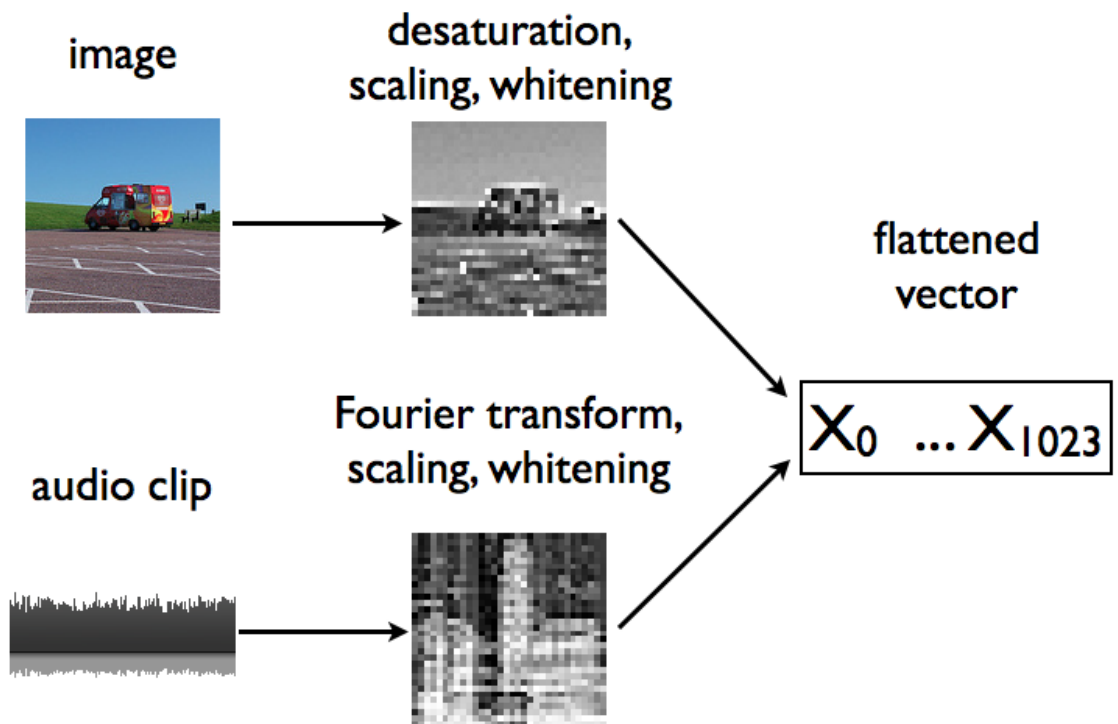 image
desaturation,
scaling, whitening
flattened
vector
Fourier transform,
scaling, whitening
X0 ... X1023
audio clip